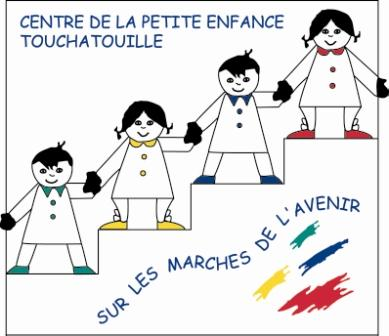 CENTRE DE LA PETITE ENFANCE
TOUCHATOUILLE
SUR LES MARCHES DE L'AVENIR